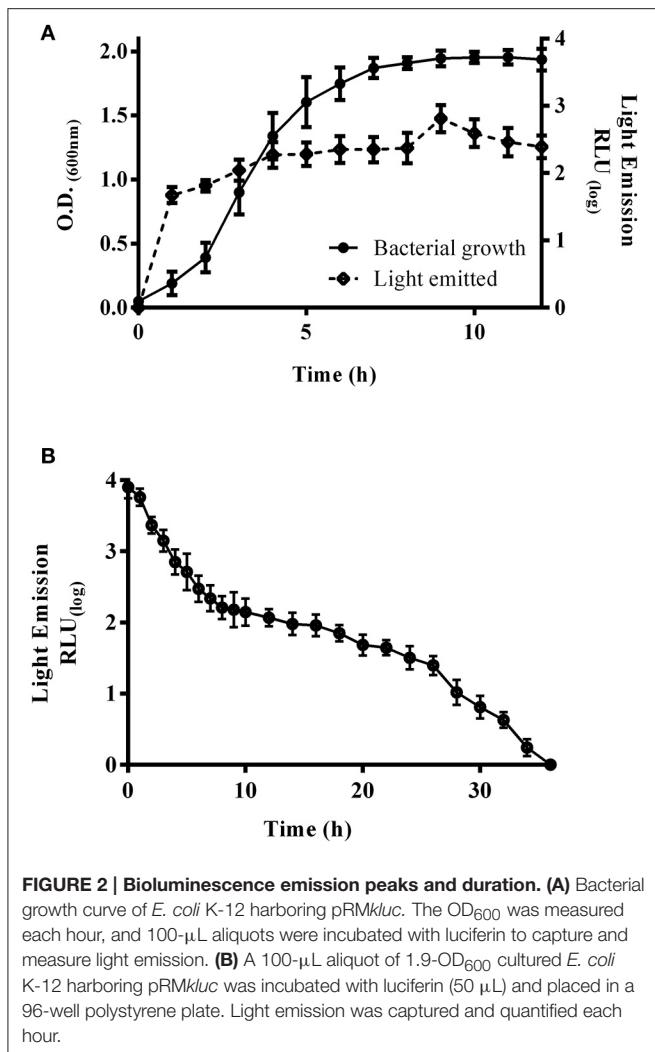 A
2.0
1.5
1.0
0.5
0.0
O.D. (600nm)
4
3
2
1
0
Light Emission
RLU(log)
Bacterial growth
Light emitted
0 5 10
Time (h)
B
4
3
2
1
0
Light Emission
RLU(log)
0 10 20 30
Time (h)
FIGURE 2 | Bioluminescence emission peaks and duration. (A) Bacterial
growth curve of E. coli K-12 harboring pRMkluc. The OD600 was measured
each hour, and 100-μL aliquots were incubated with luciferin to capture and
measure light emission. (B) A 100-μL aliquot of 1.9-OD600 cultured E. coli
K-12 harboring pRMkluc was incubated with luciferin (50 μL) and placed in a
96-well polystyrene plate. Light emission was captured and quantified each
hour.